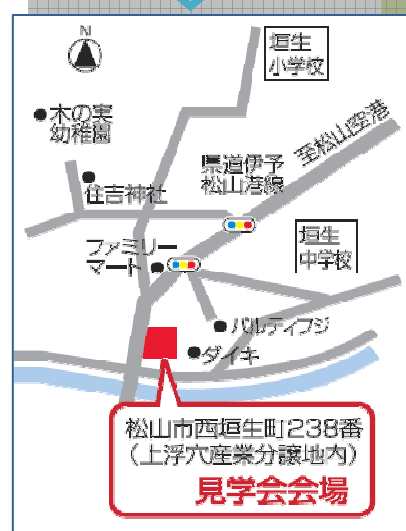 N
垣生
小学校
木の実
幼稚園
至松山空港
県道伊予
松山港線
住吉神社
垣生
中学校
ファミリー
マート
パルティフジ
ダイキ
松山市西垣生町238番
（上浮穴産業分譲地内）
見学会会場